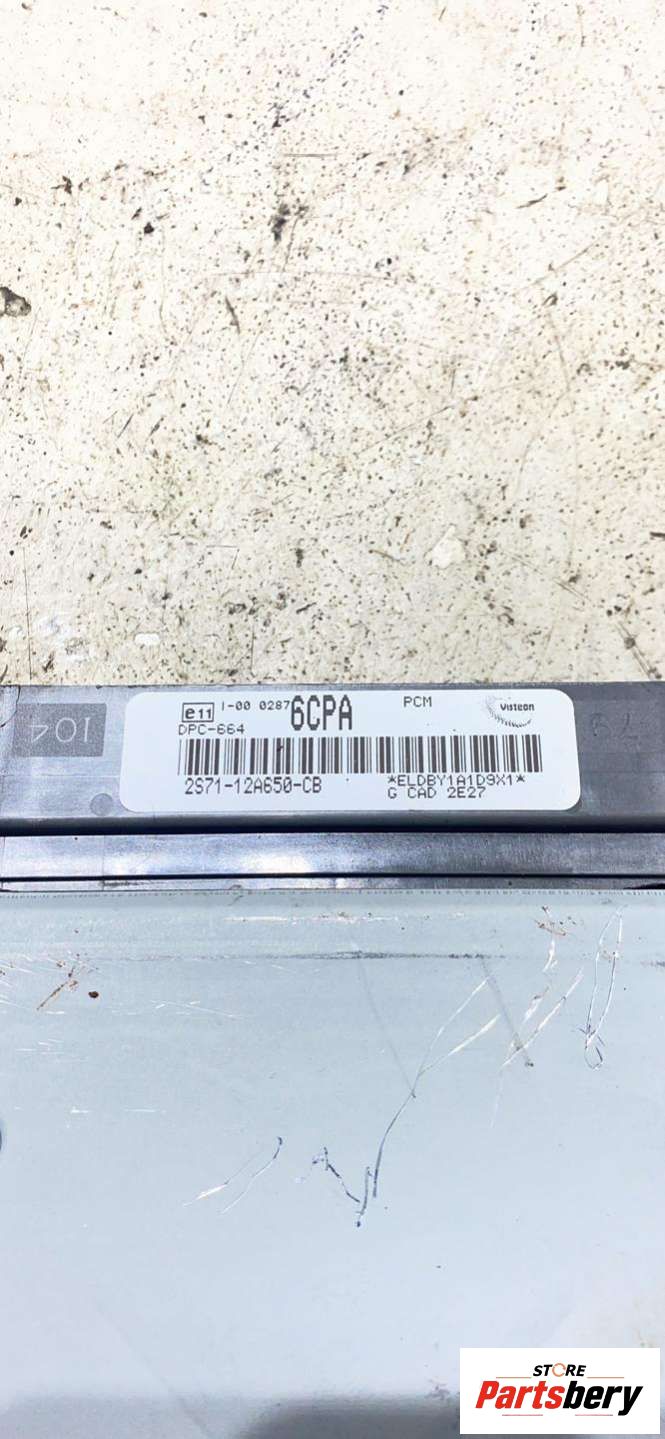 104
e11 I-00 0287
6CPA
PCM
Visteon
DPC-664
2S71-12A650-CB
*ELDBY1A1D9X1*
G CAD 2E27
STORE
Partsbery